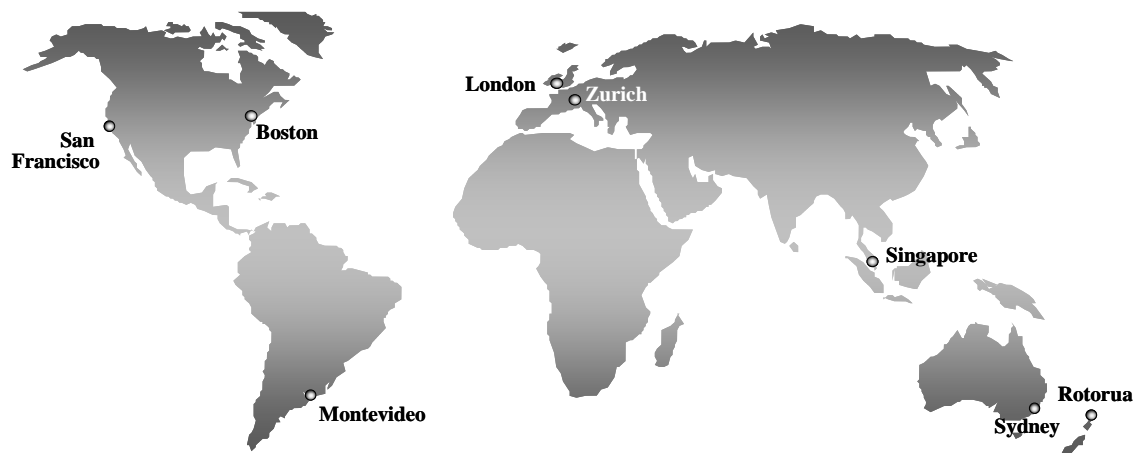 London
Zurich
Boston
San
Francisco
Singapore
Montevideo
Rotorua
Sydney